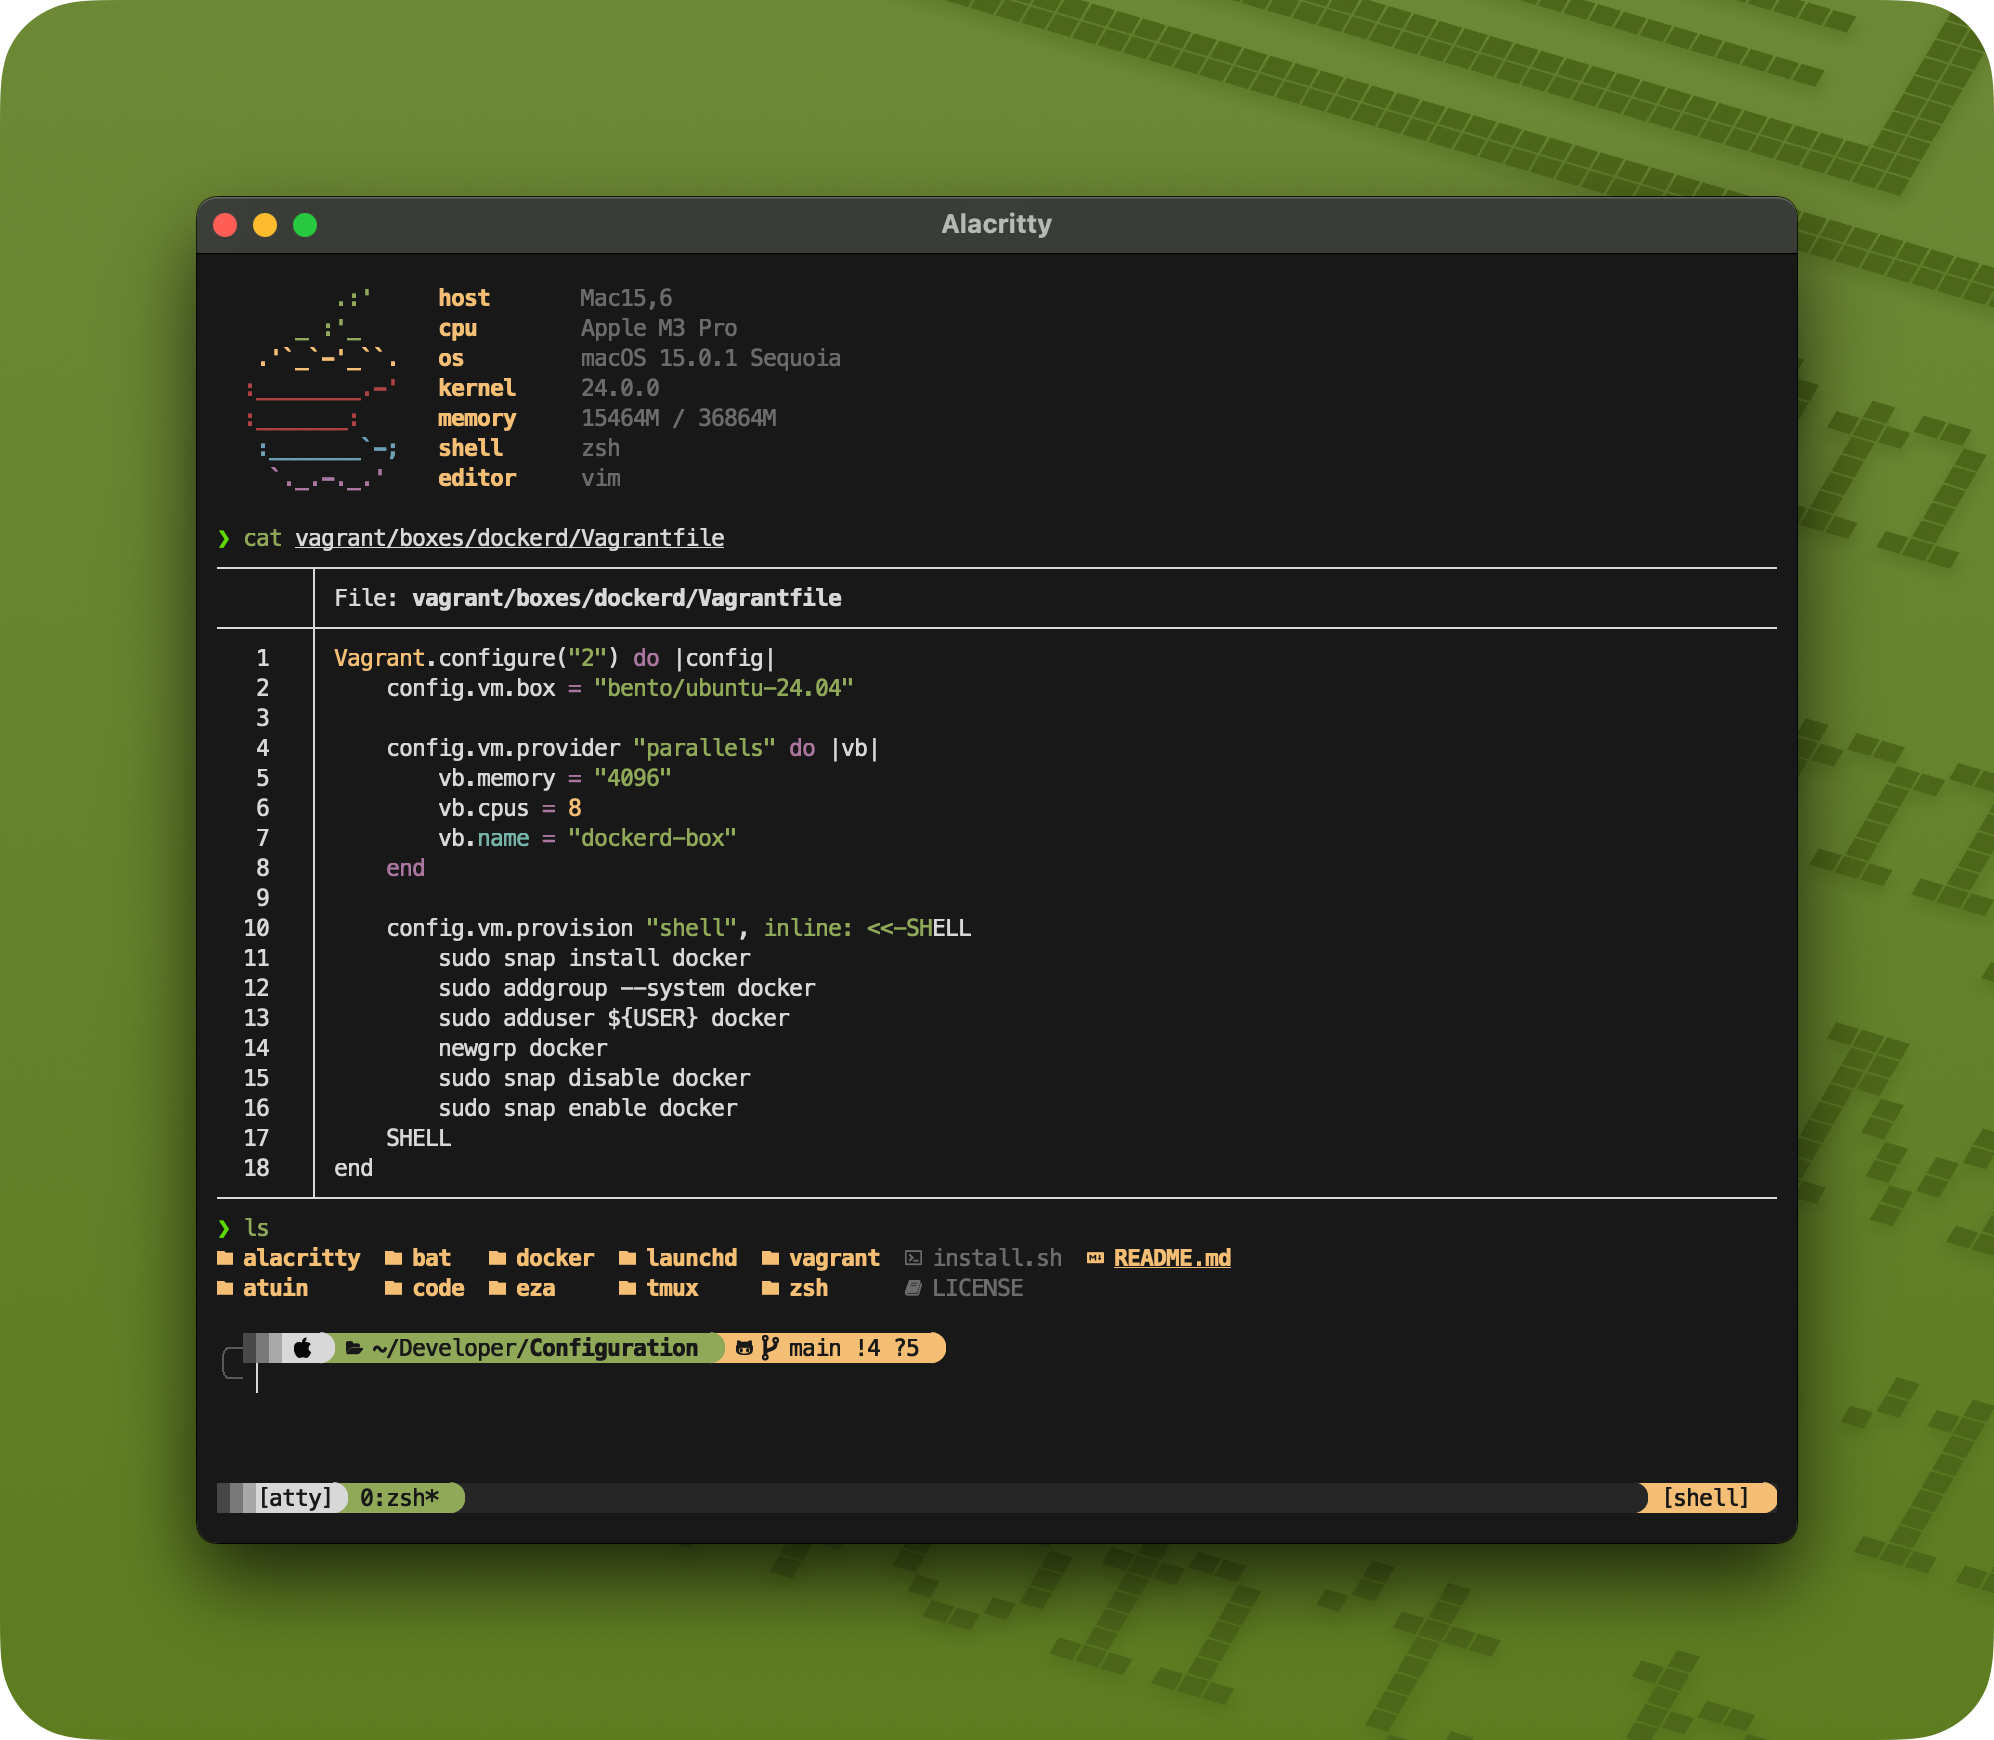 Alacritty
host Mac15,6
cpu Apple M3 Pro
os macOS 15.0.1 Sequoia
kernel 24.0.0
memory 15464M / 36864M
shell zsh
editor vim
❯ cat vagrant/boxes/dockerd/Vagrantfile
File: vagrant/boxes/dockerd/Vagrantfile
1 Vagrant.configure("2") do |config|
2     config.vm.box = "bento/ubuntu-24.04"
3
4     config.vm.provider "parallels" do |vb|
5         vb.memory = "4096"
6         vb.cpus = 8
7         vb.name = "dockerd-box"
8     end
9
10     config.vm.provision "shell", inline: <<-SHELL
11         sudo snap install docker
12         sudo addgroup --system docker
13         sudo adduser ${USER} docker
14         newgrp docker
15         sudo snap disable docker
16         sudo snap enable docker
17     SHELL
18 end
❯ ls
alacritty bat docker launchd vagrant install.sh README.md
atuin code eza tmux zsh LICENSE
~/Developer/Configuration main !4 ?5
[atty] 0:zsh* [shell]